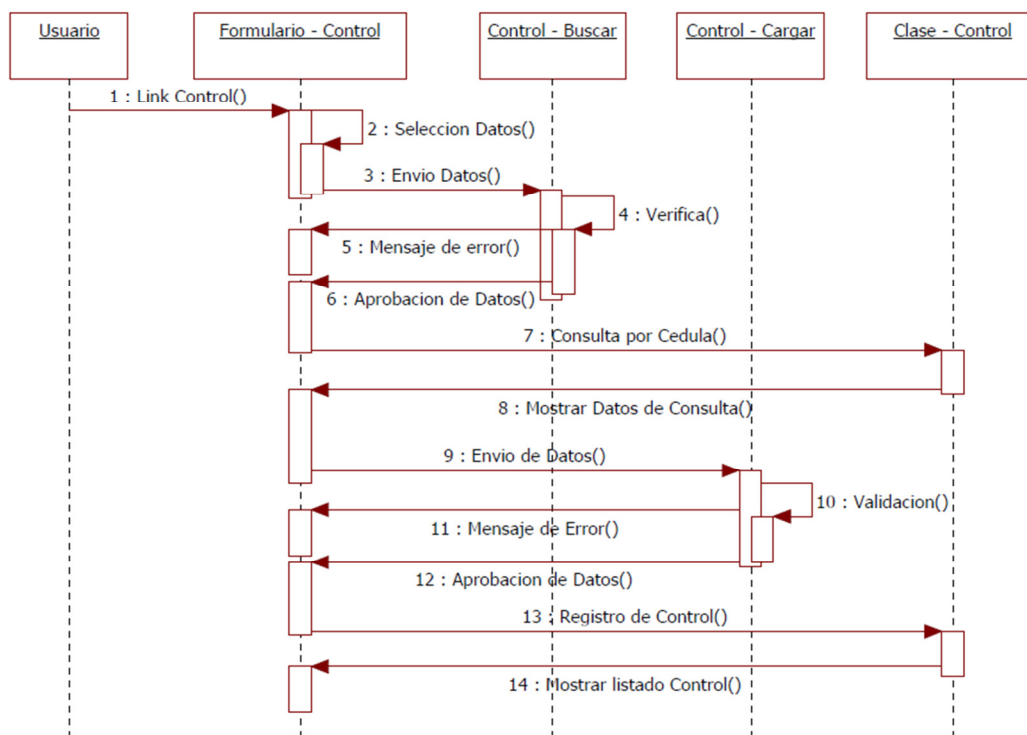 Usuario
Formulario - Control
Control - Buscar
Control - Cargar
Clase - Control
1 : Link Control()
2 : Seleccion Datos()
3 : Envio Datos()
4 : Verifica()
5 : Mensaje de error()
6 : Aprobacion de Datos()
7 : Consulta por Cedula()
8 : Mostrar Datos de Consulta()
9 : Envio de Datos()
10 : Validacion()
11 : Mensaje de Error()
12 : Aprobacion de Datos()
13 : Registro de Control()
14 : Mostrar listado Control()